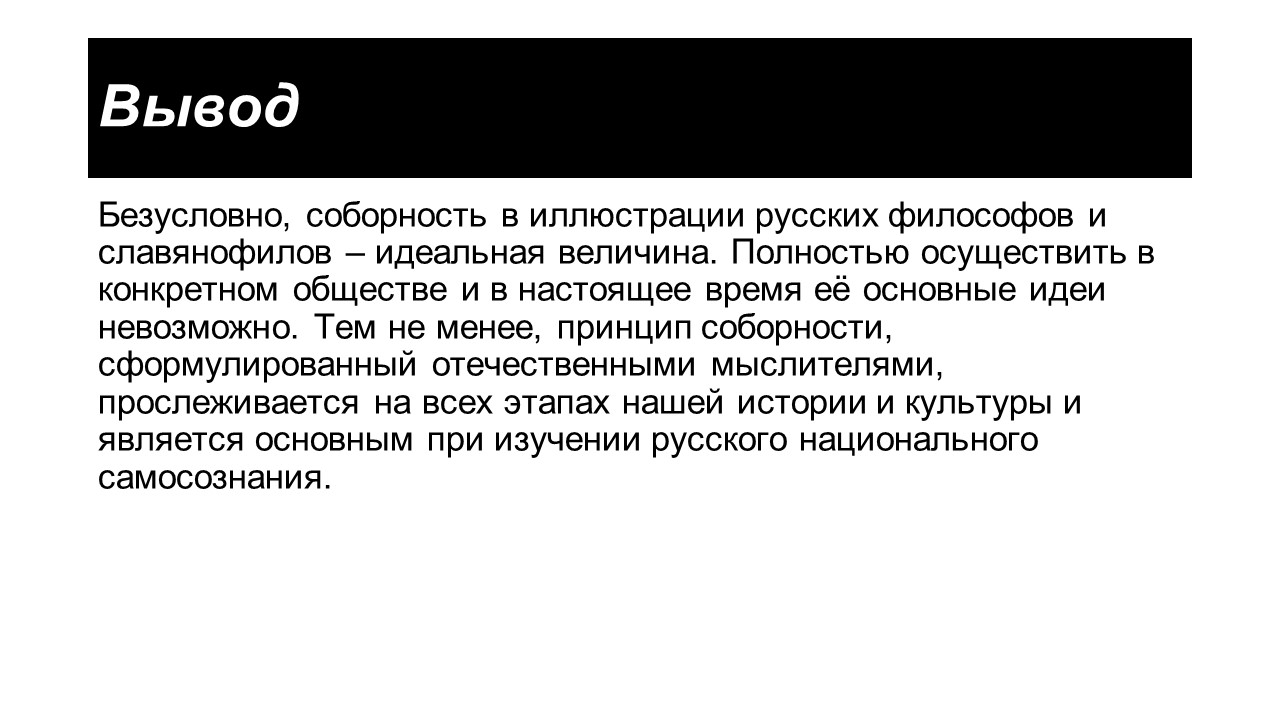 Вывод
Безусловно, соборность в иллюстрации русских философов и
славянофилов – идеальная величина. Полностью осуществить в
конкретном обществе и в настоящее время её основные идеи
невозможно. Тем не менее, принцип соборности,
сформулированный отечественными мыслителями,
прослеживается на всех этапах нашей истории и культуры и
является основным при изучении русского национального
самосознания.